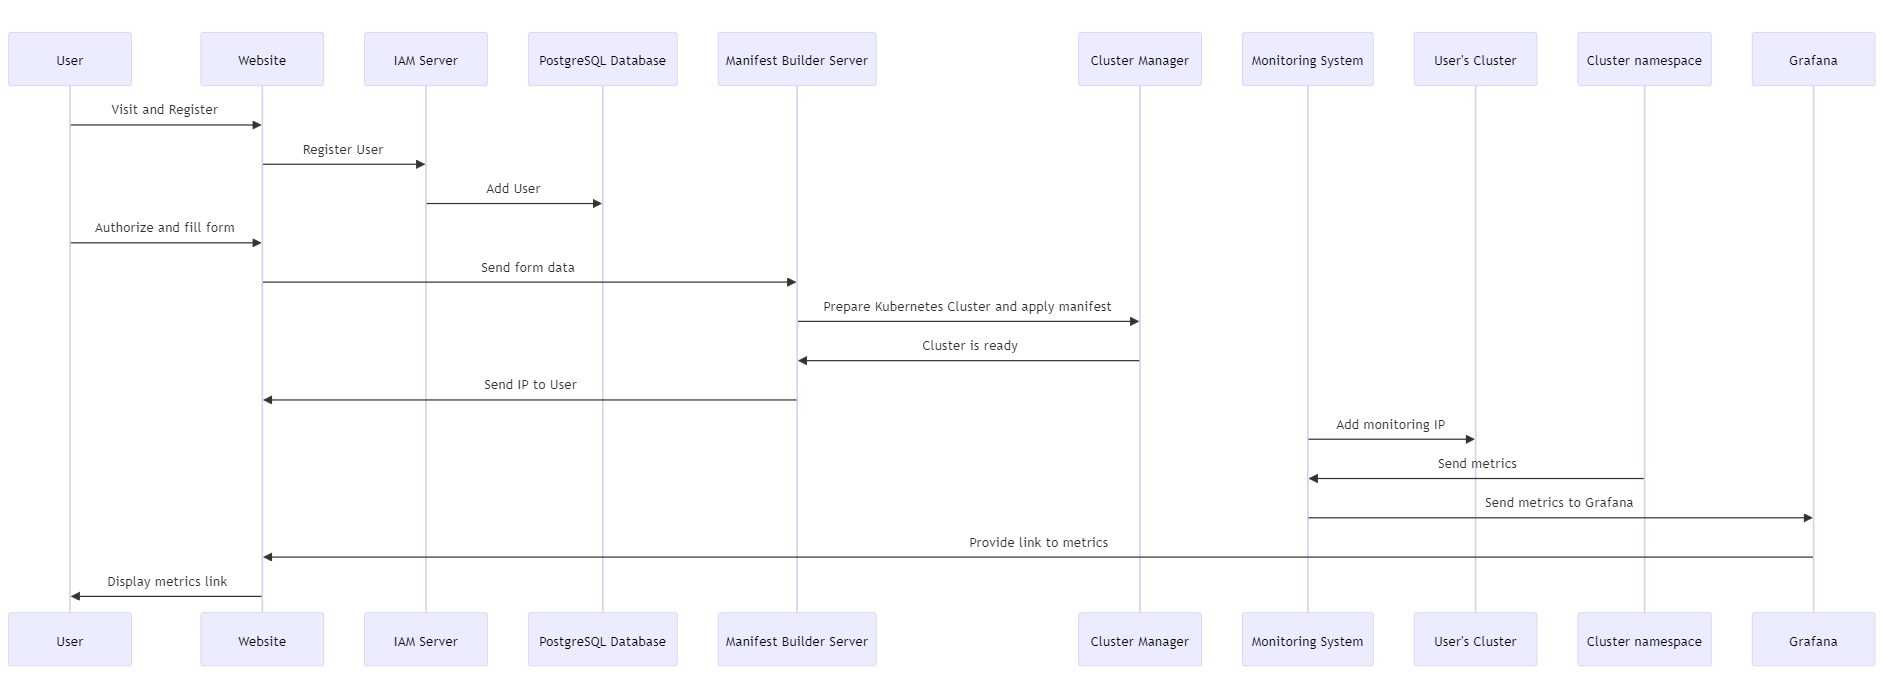 User
Website
IAM Server
PostgreSQL Database
Manifest Builder Server
Cluster Manager
Monitoring System
User's Cluster
Cluster namespace
Grafana
Visit and Register
Register User
Add User
Authorize and fill form
Send form data
Prepare Kubernetes Cluster and apply manifest
Cluster is ready
Send IP to User
Add monitoring IP
Send metrics
Send metrics to Grafana
Provide link to metrics
Display metrics link
User
Website
IAM Server
PostgreSQL Database
Manifest Builder Server
Cluster Manager
Monitoring System
User's Cluster
Cluster namespace
Grafana